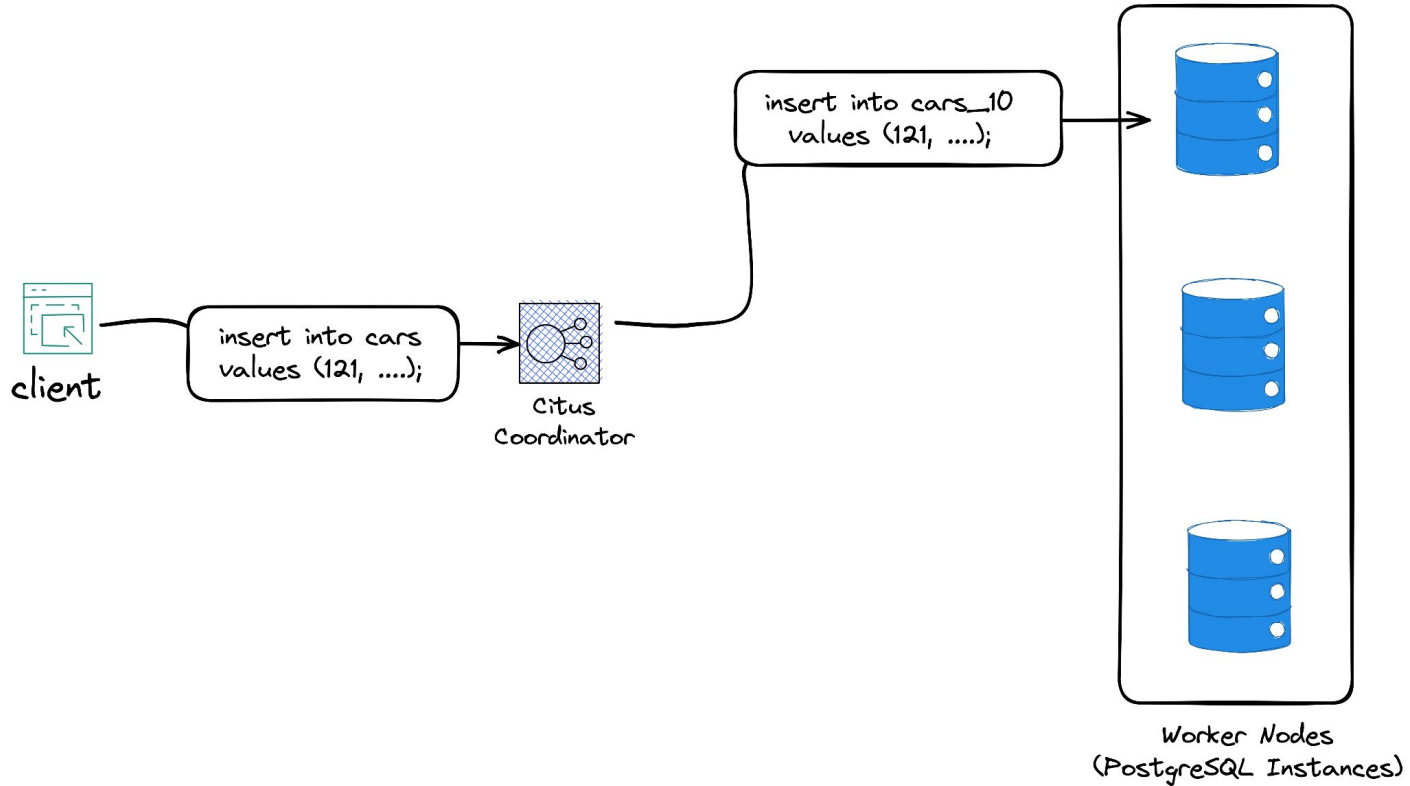 insert into cars_10
values (121, ....);
insert into cars
values (121, ....);
client
Citus
Coordinator
Worker Nodes
(PostgreSQL Instances)